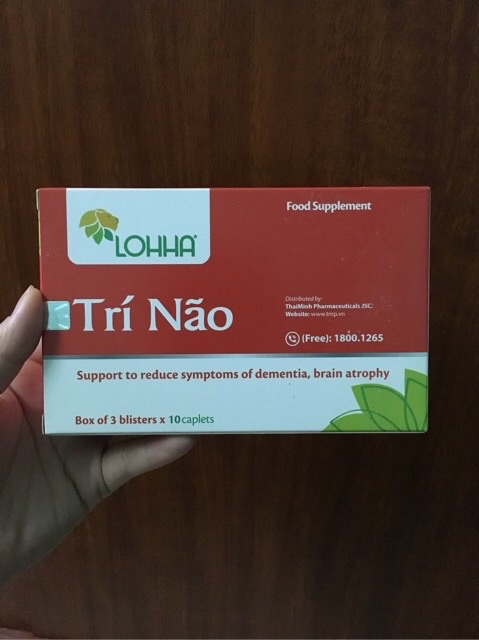 LOHHA®
Food Supplement
Trí Não
Distributed by:
ThaiMinh Pharmaceuticals JSC.
Website: www.tmp.vn
(Free): 1800.1265
Support to reduce symptoms of dementia, brain atrophy
Box of 3 blisters x 10 caplets